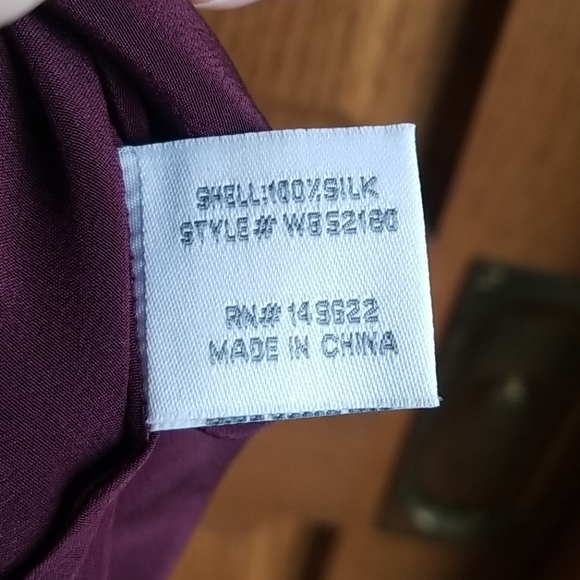 SHELL:100%SILK
STYLE# WBS2180
RN# 149622
MADE IN CHINA